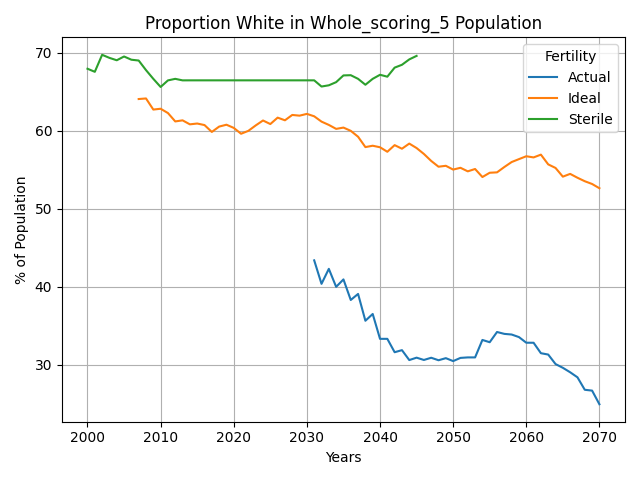 Proportion White in Whole_scoring_5 Population
Fertility
Actual
Ideal
Sterile
% of Population
70
60
50
40
30
2000 2010 2020 2030 2040 2050 2060 2070
Years